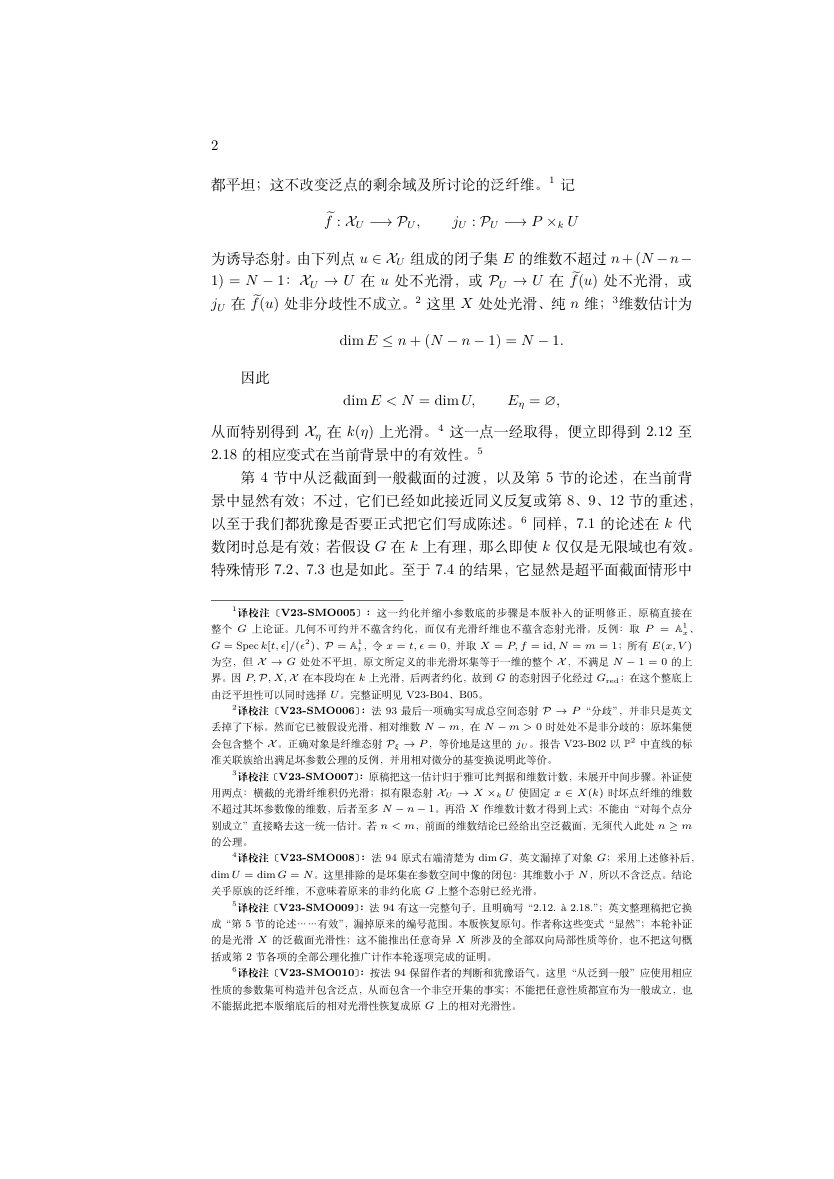 2
都平坦；这不改变泛点的剩余域及所讨论的泛纤维。¹ 记
f̃ : 𝒳_U ⟶ 𝒫_U,  j_U : 𝒫_U ⟶ P ×_k U
为诱导态射。由下列点 u ∈ 𝒳_U 组成的闭子集 E 的维数不超过 n + (N − n −
1) = N − 1：𝒳_U → U 在 u 处不光滑，或 𝒫_U → U 在 f̃(u) 处不光滑，或
j_U 在 f̃(u) 处非分歧性不成立。² 这里 X 处处光滑、纯 n 维；³维数估计为
dim E ≤ n + (N − n − 1) = N − 1.
因此
dim E < N = dim U,  E_η = ∅,
从而特别得到 𝒳_η 在 k(η) 上光滑。⁴ 这一点一经取得，便立即得到 2.12 至
2.18 的相应变式在当前背景中的有效性。⁵
第 4 节中从泛截面到一般截面的过渡，以及第 5 节的论述，在当前背
景中显然有效；不过，它们已经如此接近同义反复或第 8、9、12 节的重述，
以至于我们都犹豫是否要正式把它们写成陈述。⁶ 同样，7.1 的论述在 k 代
数闭时总是有效；若假设 G 在 k 上有理，那么即使 k 仅仅是无限域也有效。
特殊情形 7.2、7.3 也是如此。至于 7.4 的结果，它显然是超平面截面情形中
¹译校注〔V23-SMO005〕：这一约化并缩小参数底的步骤是本版补入的证明修正，原稿直接在
整个 G 上论证。几何不可约并不蕴含约化，而仅有光滑纤维也不蕴含态射光滑。反例：取 P = 𝔸¹_x、
G = Spec k[t, ϵ]/(ϵ²)、𝒫 = 𝔸¹_t，令 x = t, ϵ = 0，并取 X = P, f = id, N = m = 1；所有 E(x, V)
为空，但 𝒳 → G 处处不平坦，原文所定义的非光滑坏集等于一维的整个 𝒳，不满足 N − 1 = 0 的上
界。因 P, 𝒫, X, 𝒳 在本段均在 k 上光滑，后两者约化，故到 G 的态射因子化经过 G_red；在这个整底上
由泛平坦性可以同时选择 U。完整证明见 V23-B04、B05。
²译校注〔V23-SMO006〕：法 93 最后一项确实写成总空间态射 𝒫 → P “分歧”，并非只是英文
丢掉了下标。然而它已被假设光滑、相对维数 N − m，在 N − m > 0 时处处不是非分歧的；原坏集便
会包含整个 𝒳。正确对象是纤维态射 𝒫_ξ → P，等价地是这里的 j_U。报告 V23-B02 以 ℙ² 中直线的标
准关联族给出满足坏参数公理的反例，并用相对微分的基变换说明此等价。
³译校注〔V23-SMO007〕：原稿把这一估计归于雅可比判据和维数计数，未展开中间步骤。补证使
用两点：横截的光滑纤维积仍光滑；拟有限态射 𝒳_U → X ×_k U 使固定 x ∈ X(k) 时坏点纤维的维数
不超过其坏参数像的维数，后者至多 N − n − 1。再沿 X 作维数计数才得到上式；不能由 “对每个点分
别成立” 直接略去这一统一估计。若 n < m，前面的维数结论已经给出空泛截面，无须代入此处 n ≥ m
的公理。
⁴译校注〔V23-SMO008〕：法 94 原式右端清楚为 dim G，英文漏掉了对象 G；采用上述修补后，
dim U = dim G = N。这里排除的是坏集在参数空间中像的闭包：其维数小于 N，所以不含泛点。结论
关乎原族的泛纤维，不意味着原来的非约化底 G 上整个态射已经光滑。
⁵译校注〔V23-SMO009〕：法 94 有这一完整句子，且明确写 “2.12. à 2.18.”；英文整理稿把它换
成 “第 5 节的论述⋯⋯有效”，漏掉原来的编号范围。本版恢复原句。作者称这些变式 “显然”；本轮补证
的是光滑 X 的泛截面光滑性；这不能推出任意奇异 X 所涉及的全部双向局部性质等价，也不把这句概
括或第 2 节各项的全部公理化推广计作本轮逐项完成的证明。
⁶译校注〔V23-SMO010〕：按法 94 保留作者的判断和犹豫语气。这里 “从泛到一般” 应使用相应
性质的参数集可构造并包含泛点，从而包含一个非空开集的事实；不能把任意性质都宣布为一般成立，也
不能据此把本版缩底后的相对光滑性恢复成原 G 上的相对光滑性。